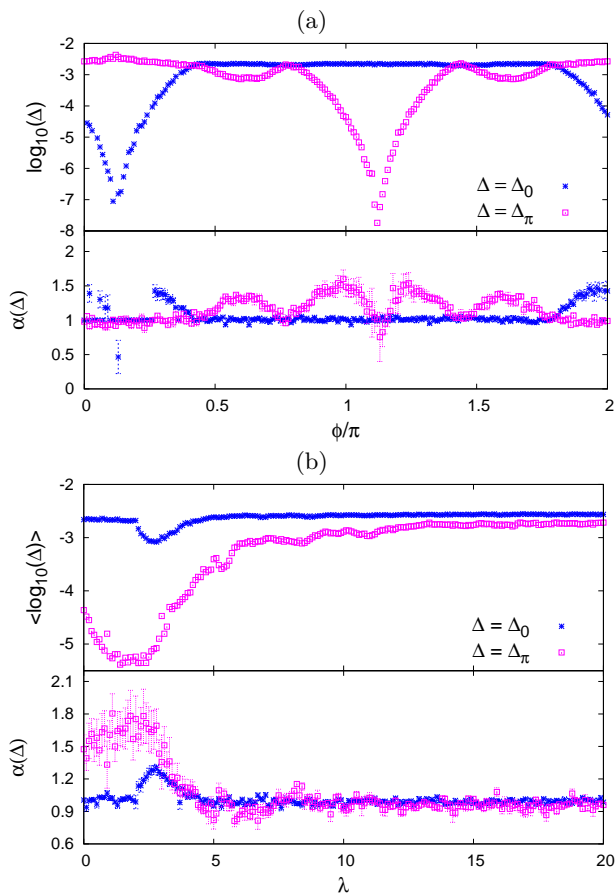 (a)
-2
-3
-4
-5
-6
-7
-8
log₁₀(Δ)
Δ = Δ₀
Δ = Δπ
2
1.5
1
0.5
0
α(Δ)
0 0.5 1 1.5 2
ϕ/π
(b)
-2
-3
-4
-5
<log₁₀(Δ)>
Δ = Δ₀
Δ = Δπ
2.1
1.8
1.5
1.2
0.9
0.6
α(Δ)
0 5 10 15 20
λ